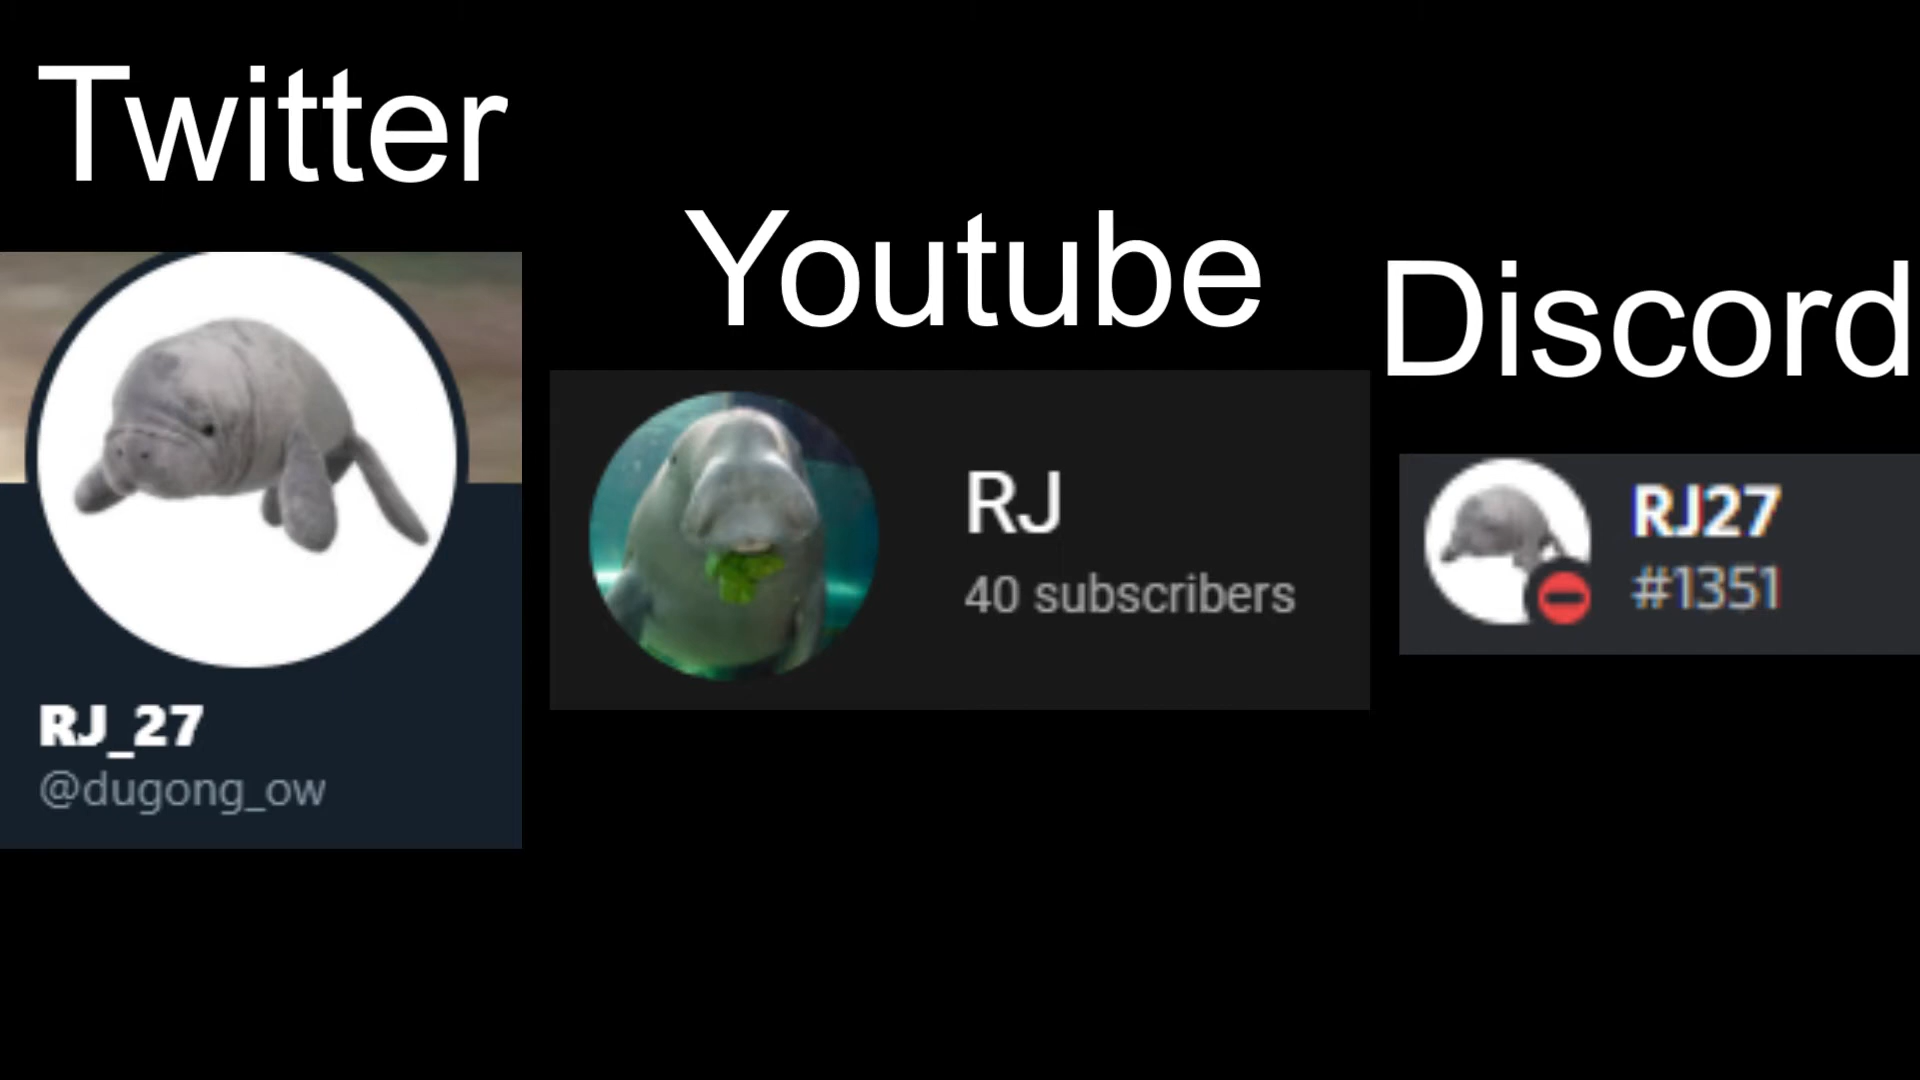 Twitter
RJ_27
@dugong_ow
Youtube
RJ
40 subscribers
Discord
RJ27
#1351